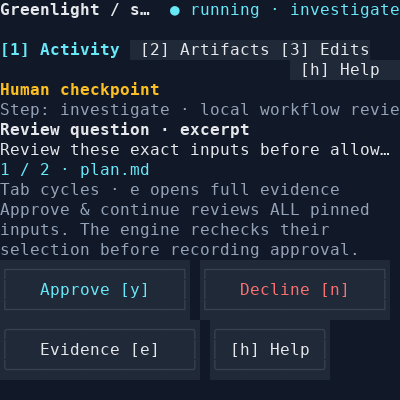 Greenlight / s… ● running · investigate
[1] Activity [2] Artifacts [3] Edits
[h] Help
Human checkpoint
Step: investigate · local workflow revie
Review question · excerpt
Review these exact inputs before allow…
1 / 2 · plan.md
Tab cycles · e opens full evidence
Approve & continue reviews ALL pinned
inputs. The engine rechecks their
selection before recording approval.
Approve [y] Decline [n]
Evidence [e] [h] Help